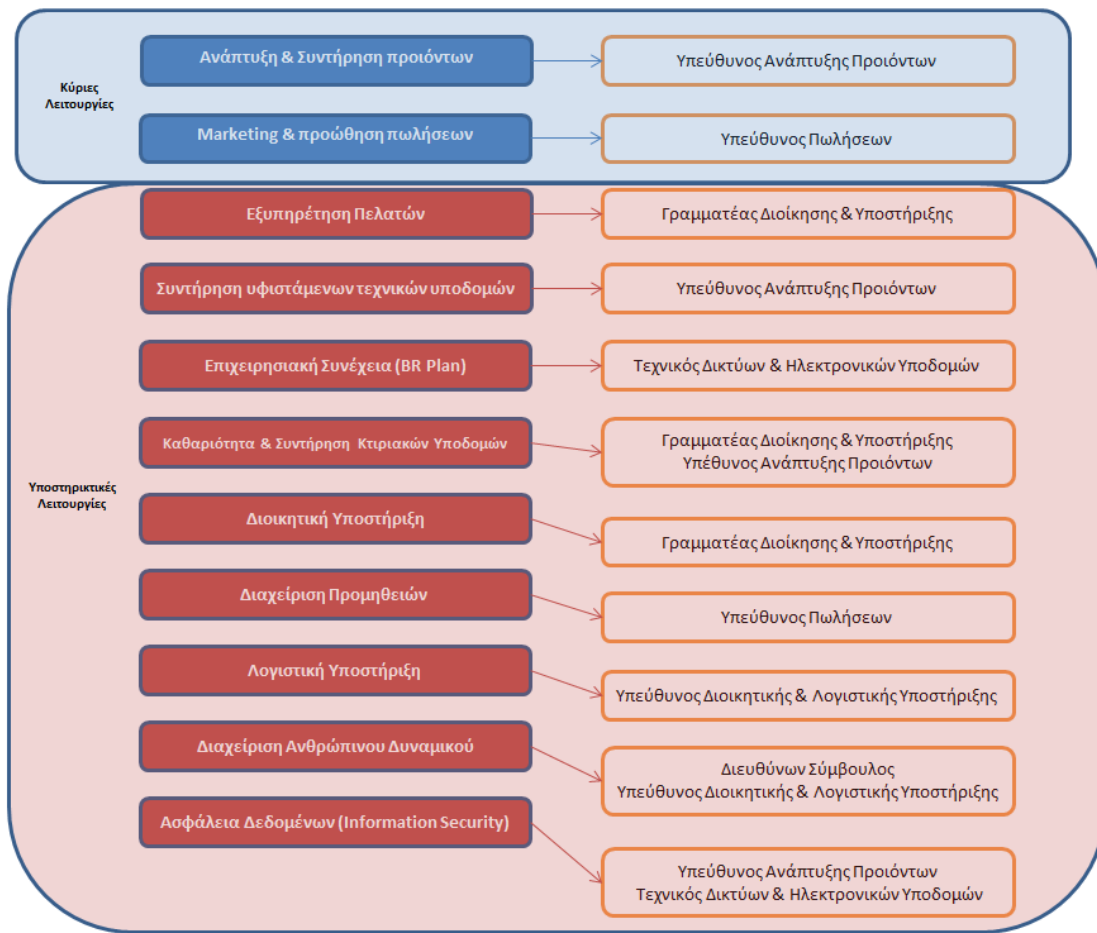 Κύριες
Λειτουργίες
Ανάπτυξη & Συντήρηση προιόντων
Υπεύθυνος Ανάπτυξης Προιόντων
Marketing & προώθηση πωλήσεων
Υπεύθυνος Πωλήσεων
Υποστηρικτικές
Λειτουργίες
Εξυπηρέτηση Πελατών
Γραμματέας Διοίκησης & Υποστήριξης
Συντήρηση υφιστάμενων τεχνικών υποδομών
Υπεύθυνος Ανάπτυξης Προιόντων
Επιχειρησιακή Συνέχεια (BR Plan)
Τεχνικός Δικτύων & Ηλεκτρονικών Υποδομών
Καθαριότητα & Συντήρηση Κτιριακών Υποδομών
Γραμματέας Διοίκησης & Υποστήριξης
Υπέθυνος Ανάπτυξης Προιόντων
Διοικητική Υποστήριξη
Γραμματέας Διοίκησης & Υποστήριξης
Διαχείριση Προμηθειών
Υπεύθυνος Πωλήσεων
Λογιστική Υποστήριξη
Υπεύθυνος Διοικητικής & Λογιστικής Υποστήριξης
Διαχείριση Ανθρώπινου Δυναμικού
Διευθύνων Σύμβουλος
Υπεύθυνος Διοικητικής & Λογιστικής Υποστήριξης
Ασφάλεια Δεδομένων (Information Security)
Υπεύθυνος Ανάπτυξης Προιόντων
Τεχνικός Δικτύων & Ηλεκτρονικών Υποδομών